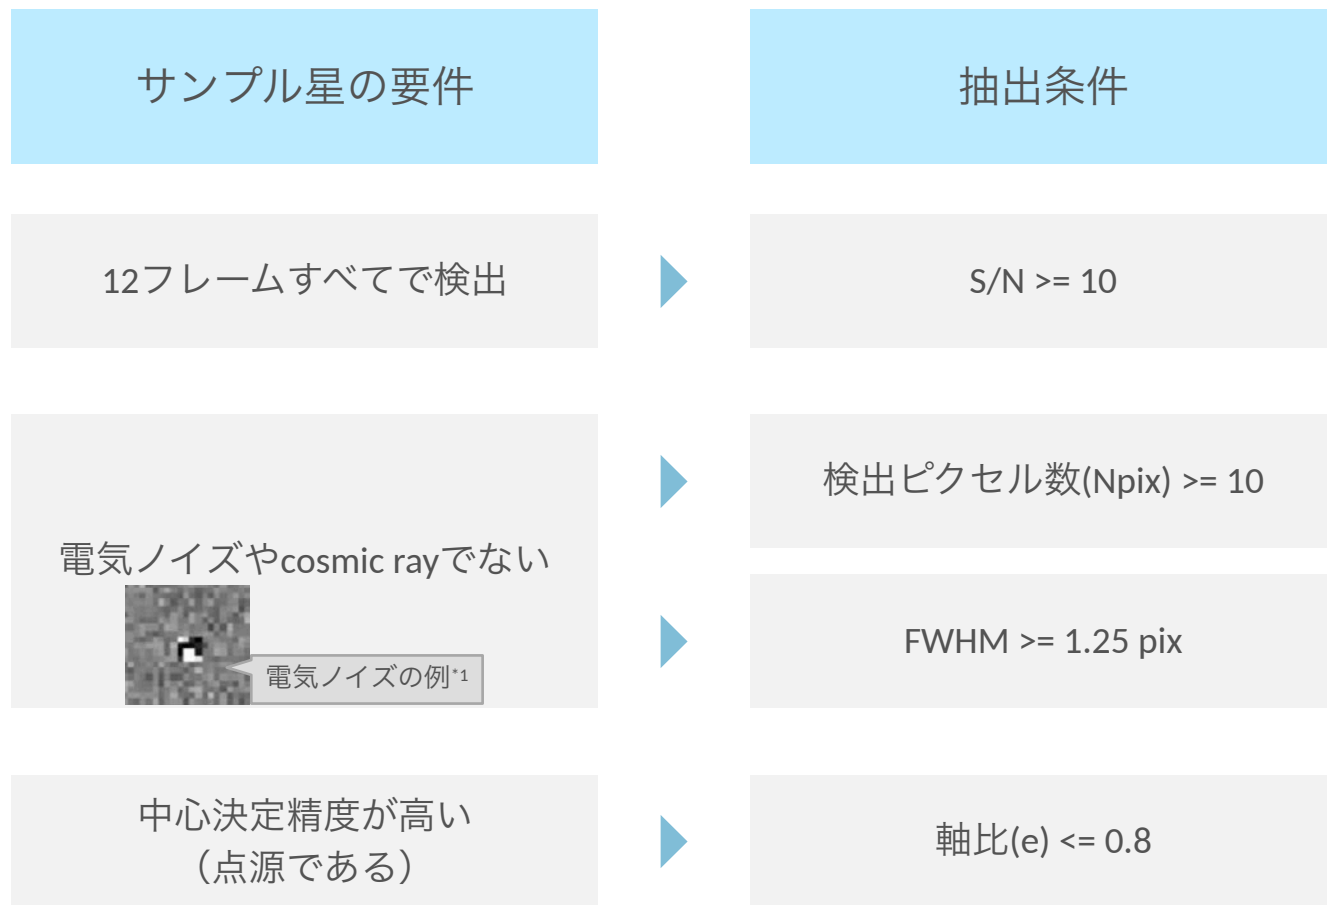 サンプル星の要件
抽出条件
12フレームすべてで検出
S/N >= 10
電気ノイズやcosmic rayでない
電気ノイズの例*1
検出ピクセル数(Npix) >= 10
FWHM >= 1.25 pix
中心決定精度が高い
（点源である）
軸比(e) <= 0.8